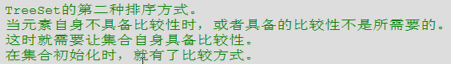 TreeSet的第二种排序方式。
当元素自身不具备比较性时，或者具备的比较性不是所需要的。
这时就需要让集合自身具备比较性。
在集合初始化时，就有了比较方式。